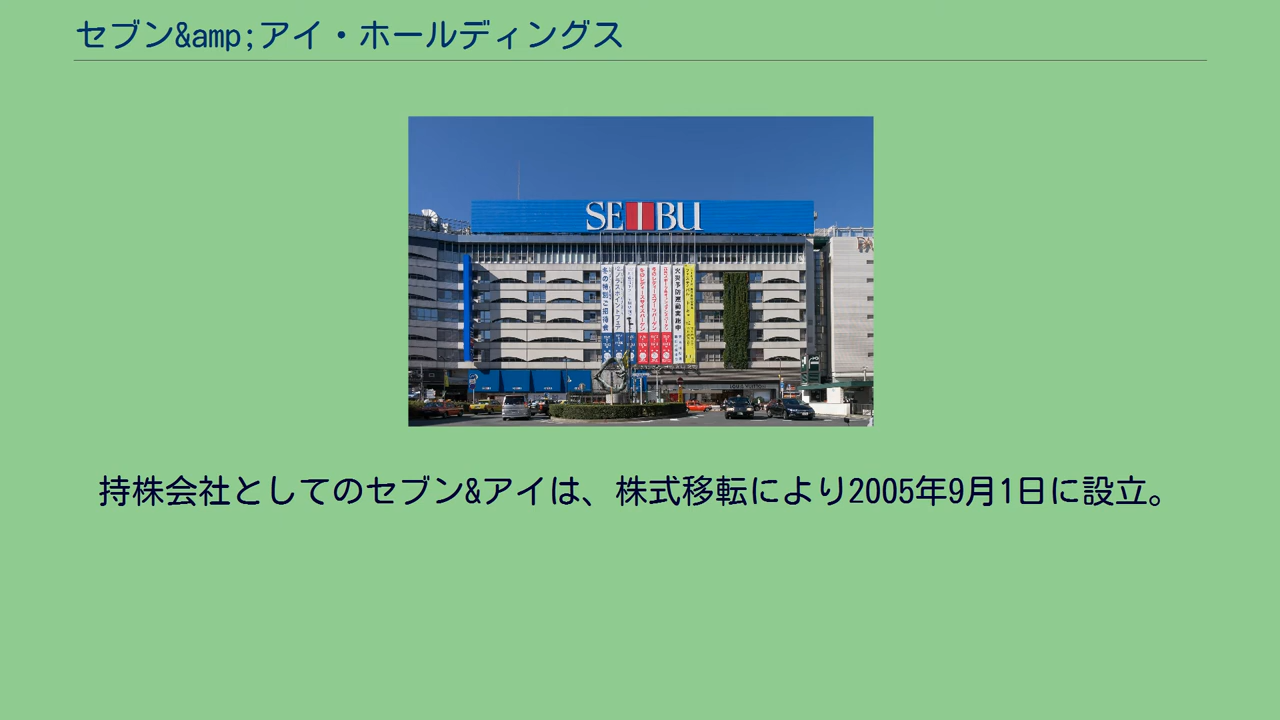 セブン&amp;アイ・ホールディングス
SEIBU
持株会社としてのセブン&アイは、株式移転により2005年9月1日に設立。